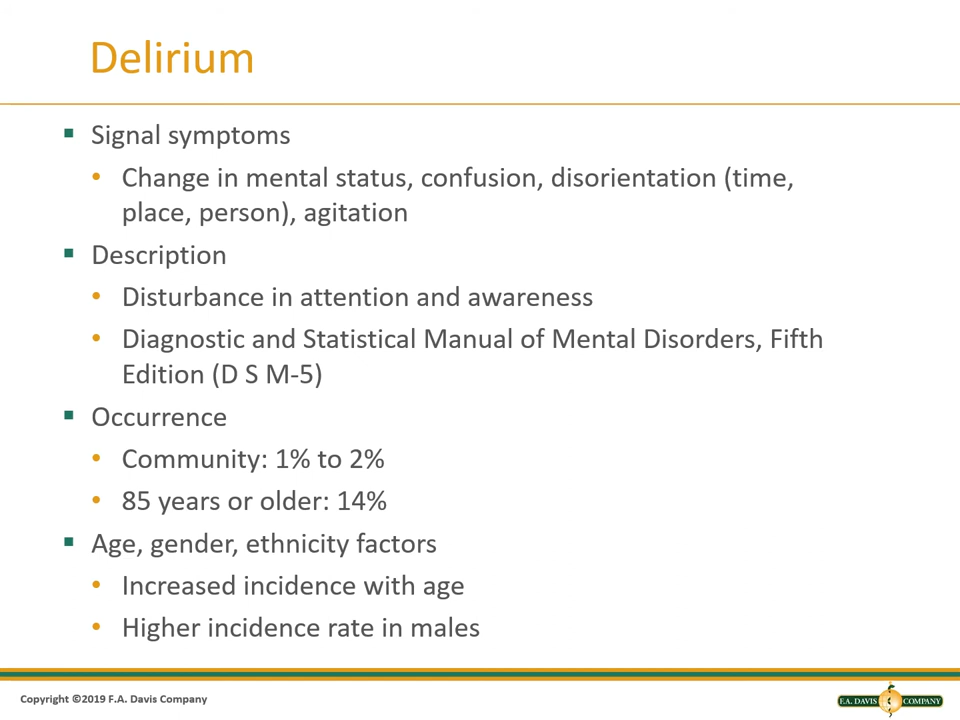 Delirium
Signal symptoms
Change in mental status, confusion, disorientation (time,
place, person), agitation
Description
Disturbance in attention and awareness
Diagnostic and Statistical Manual of Mental Disorders, Fifth
Edition (D S M-5)
Occurrence
Community: 1% to 2%
85 years or older: 14%
Age, gender, ethnicity factors
Increased incidence with age
Higher incidence rate in males
Copyright ©2019 F.A. Davis Company
F.A. DAVIS COMPANY